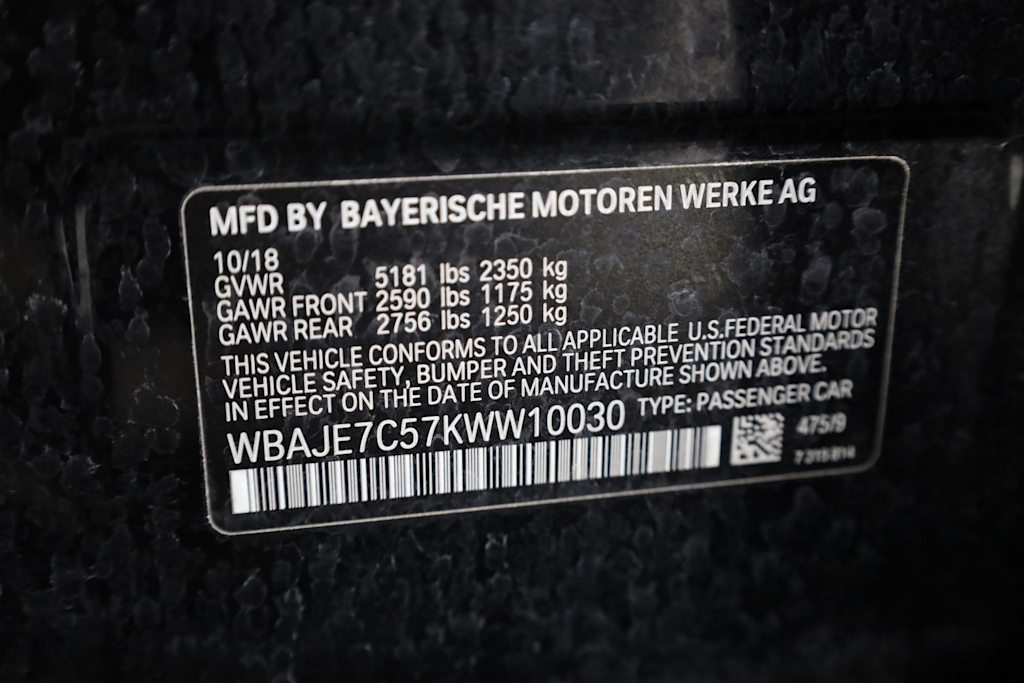 MFD BY BAYERISCHE MOTOREN WERKE AG
10/18
GVWR 5181 lbs 2350 kg
GAWR FRONT 2590 lbs 1175 kg
GAWR REAR 2756 lbs 1250 kg
THIS VEHICLE CONFORMS TO ALL APPLICABLE U.S.FEDERAL MOTOR
VEHICLE SAFETY, BUMPER AND THEFT PREVENTION STANDARDS
IN EFFECT ON THE DATE OF MANUFACTURE SHOWN ABOVE.
WBAJE7C57KWW10030 TYPE: PASSENGER CAR
475/9